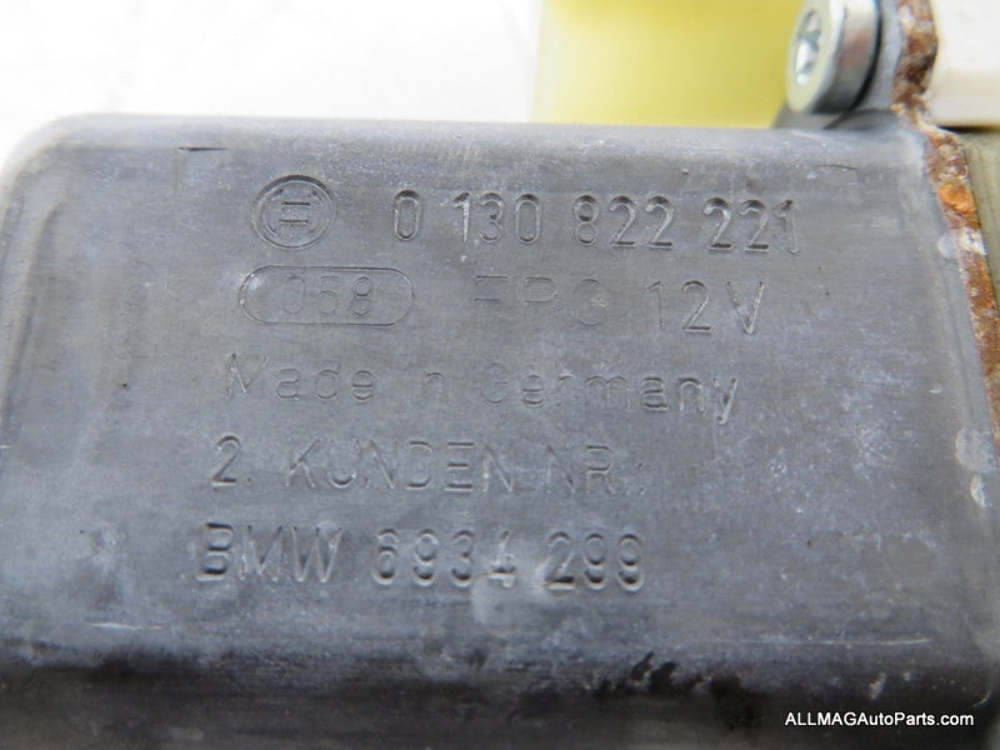 0 130 822 221
058 FPG 12V
Made in Germany
2. KUNDEN NR.:
BMW 6934 299
ALLMAGAutoParts.com